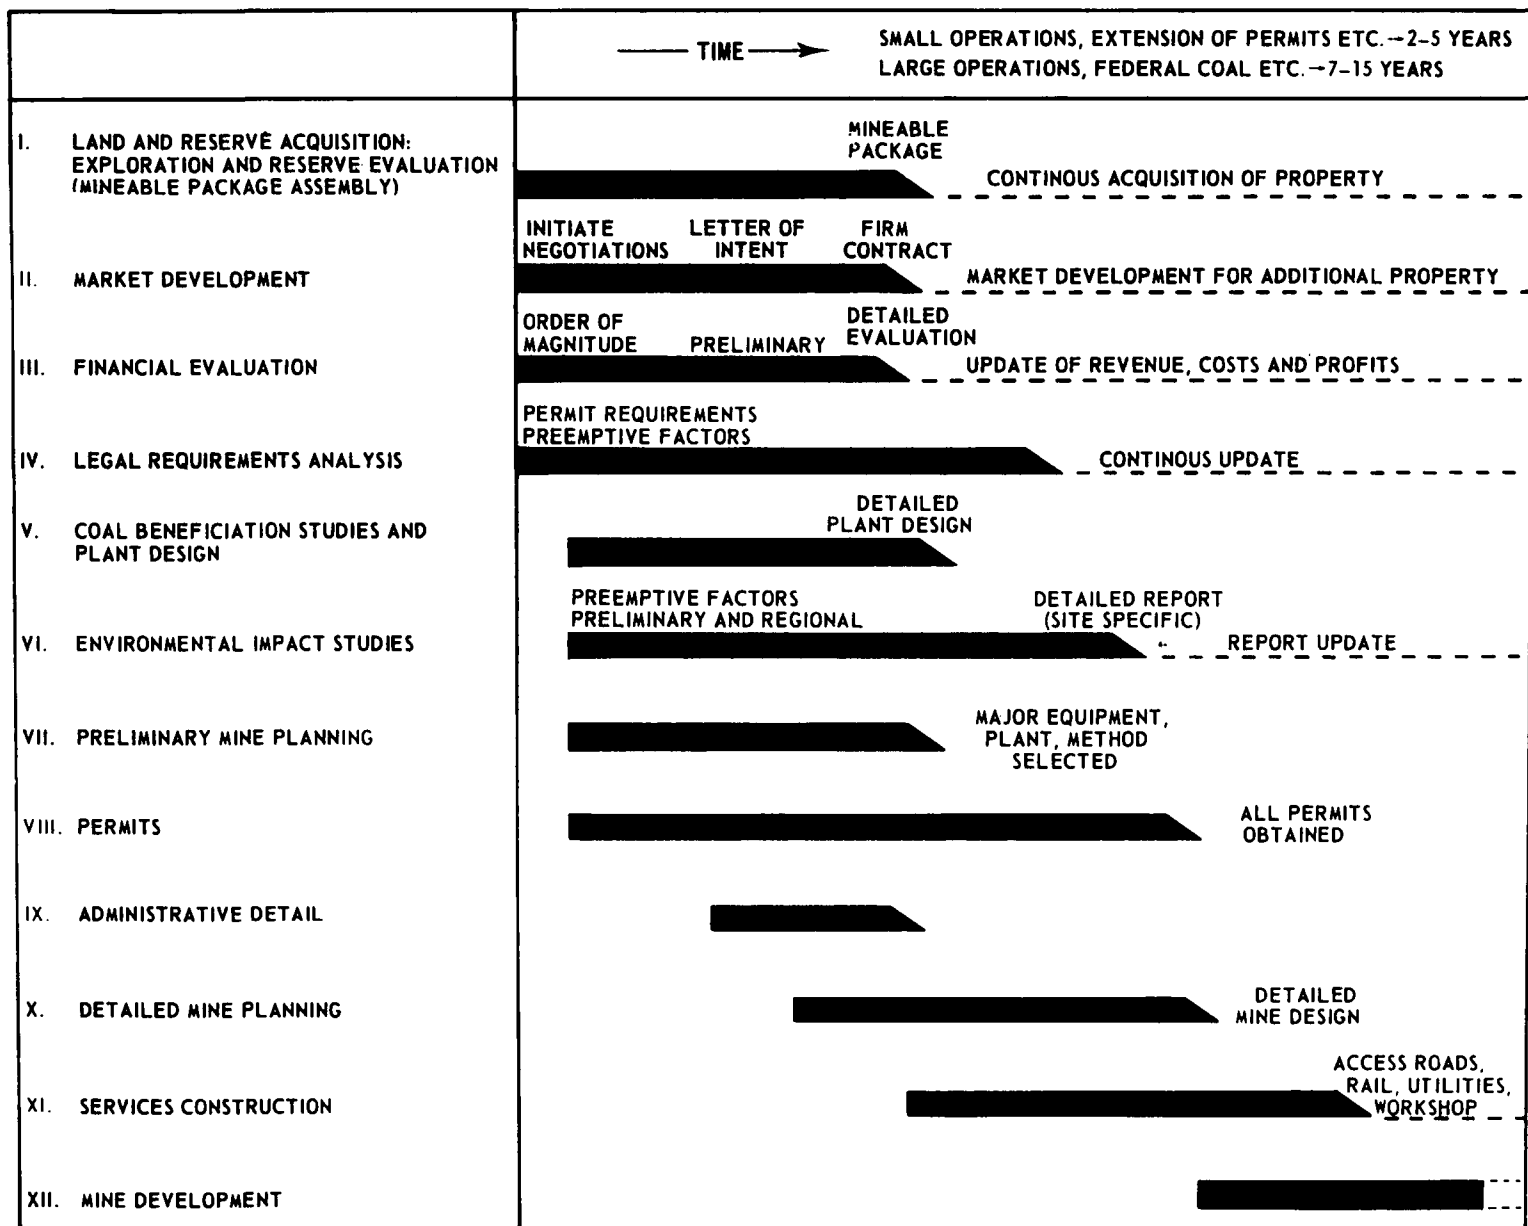 TIME
SMALL OPERATIONS, EXTENSION OF PERMITS ETC.→2-5 YEARS
LARGE OPERATIONS, FEDERAL COAL ETC.→7-15 YEARS
I. LAND AND RESERVE ACQUISITION:
EXPLORATION AND RESERVE EVALUATION
(MINEABLE PACKAGE ASSEMBLY)
MINEABLE
PACKAGE
CONTINOUS ACQUISITION OF PROPERTY
II. MARKET DEVELOPMENT
INITIATE
NEGOTIATIONS
LETTER OF
INTENT
FIRM
CONTRACT
MARKET DEVELOPMENT FOR ADDITIONAL PROPERTY
III. FINANCIAL EVALUATION
ORDER OF
MAGNITUDE
PRELIMINARY
DETAILED
EVALUATION
UPDATE OF REVENUE, COSTS AND PROFITS
IV. LEGAL REQUIREMENTS ANALYSIS
PERMIT REQUIREMENTS
PREEMPTIVE FACTORS
CONTINOUS UPDATE
V. COAL BENEFICIATION STUDIES AND
PLANT DESIGN
DETAILED
PLANT DESIGN
VI. ENVIRONMENTAL IMPACT STUDIES
PREEMPTIVE FACTORS
PRELIMINARY AND REGIONAL
DETAILED REPORT
(SITE SPECIFIC)
REPORT UPDATE
VII. PRELIMINARY MINE PLANNING
MAJOR EQUIPMENT,
PLANT, METHOD
SELECTED
VIII. PERMITS
ALL PERMITS
OBTAINED
IX. ADMINISTRATIVE DETAIL
X. DETAILED MINE PLANNING
DETAILED
MINE DESIGN
XI. SERVICES CONSTRUCTION
ACCESS ROADS,
RAIL, UTILITIES,
WORKSHOP
XII. MINE DEVELOPMENT